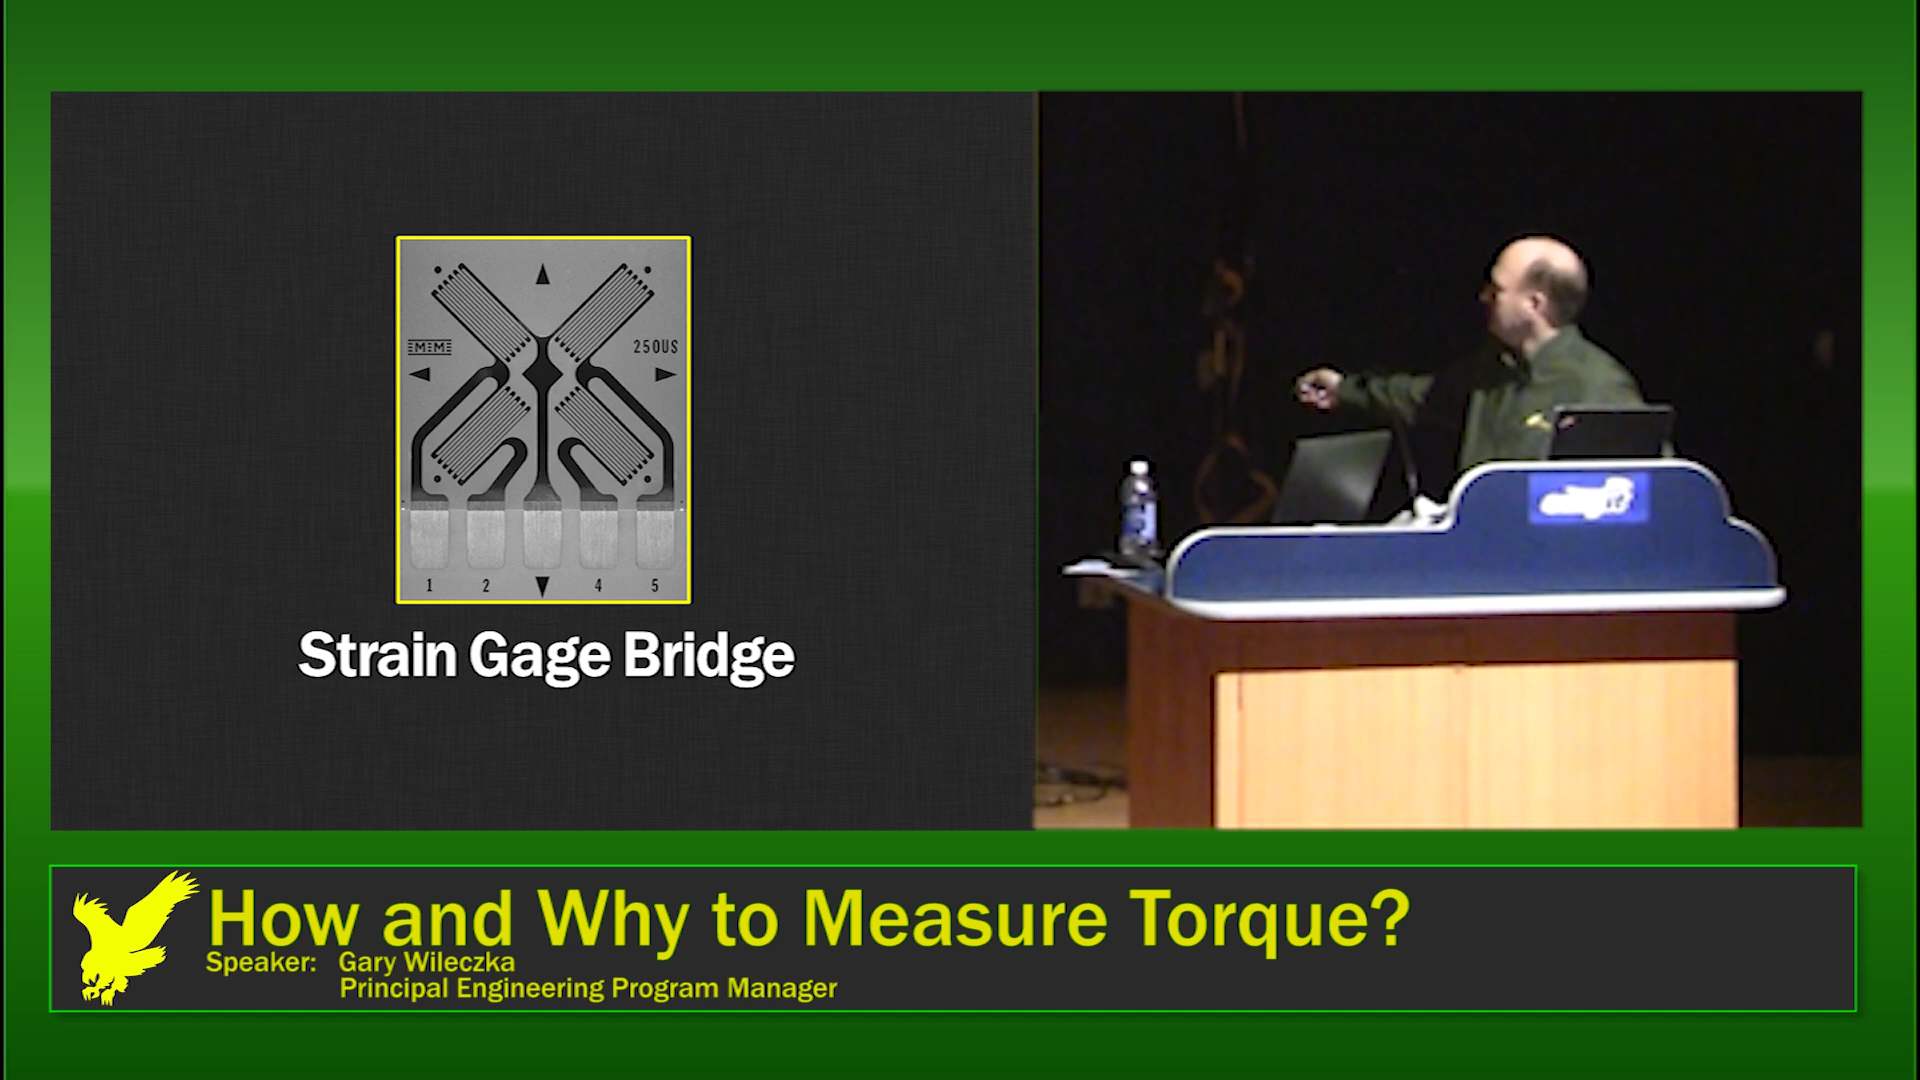 MM
250US
1 2 4 5
Strain Gage Bridge
How and Why to Measure Torque?
Speaker: Gary Wileczka
Principal Engineering Program Manager